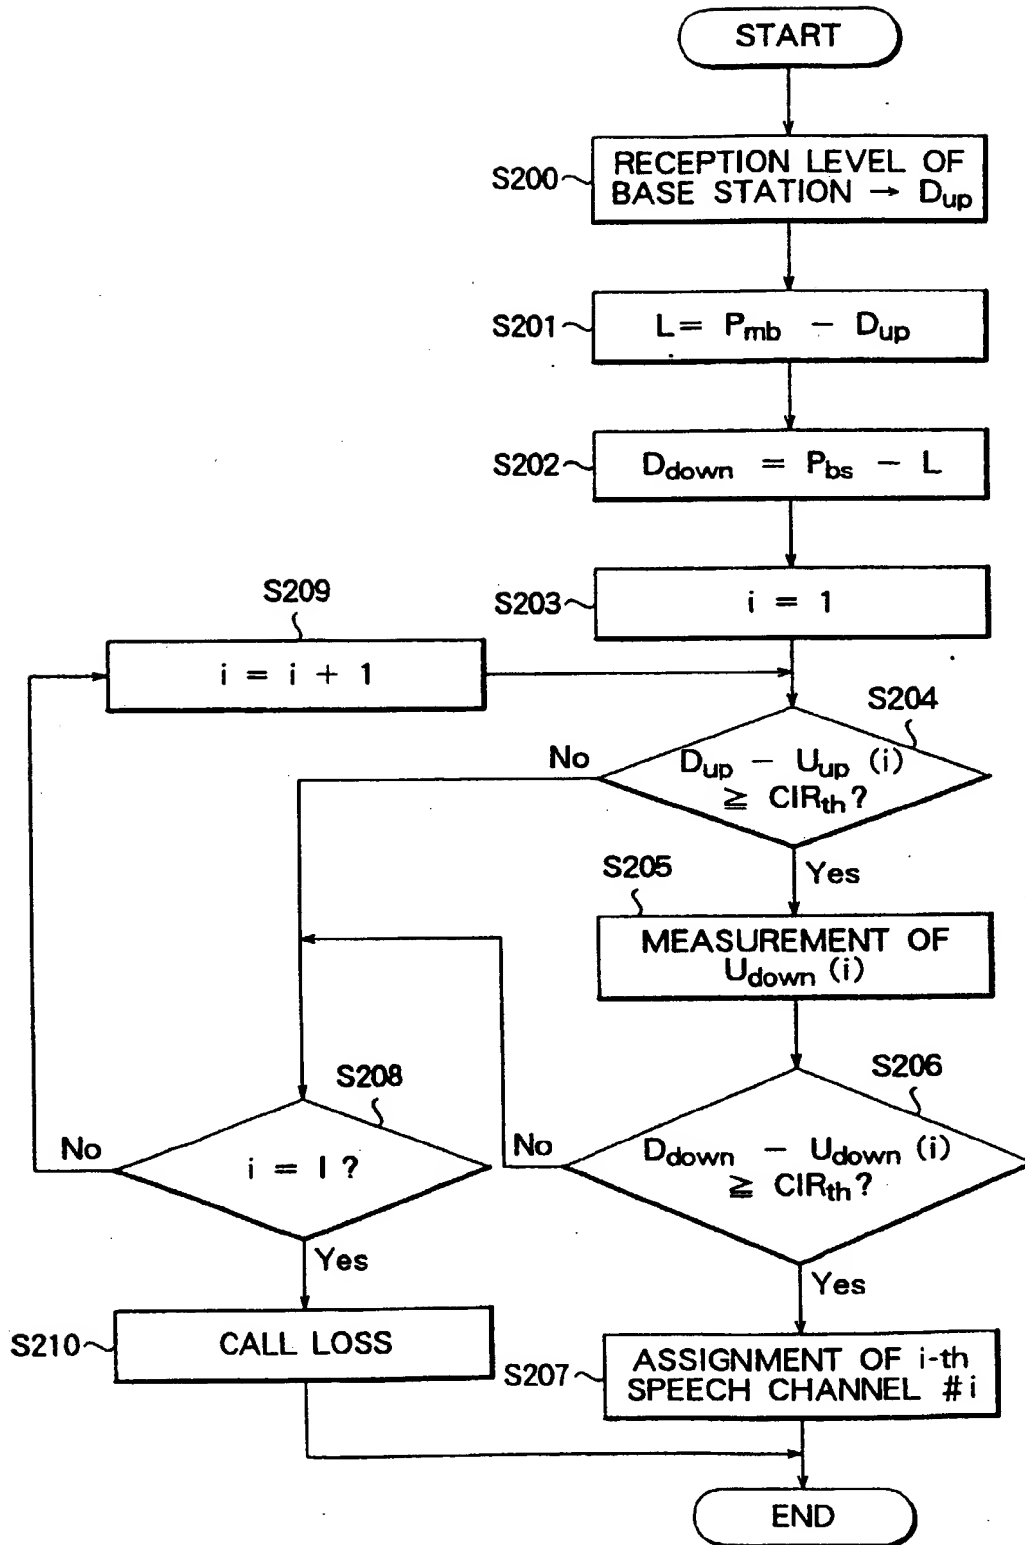 START
S200
RECEPTION LEVEL OF
BASE STATION → Dup
S201
L = Pmb - Dup
S202
Ddown = Pbs - L
S209
S203
i = 1
i = i + 1
S204
No
Dup - Uup (i)
≧ CIRth?
Yes
S205
MEASUREMENT OF
Udown (i)
S208
S206
No
i = I ?
No
Ddown - Udown (i)
≧ CIRth?
Yes
Yes
S210
CALL LOSS
S207
ASSIGNMENT OF i-th
SPEECH CHANNEL #i
END